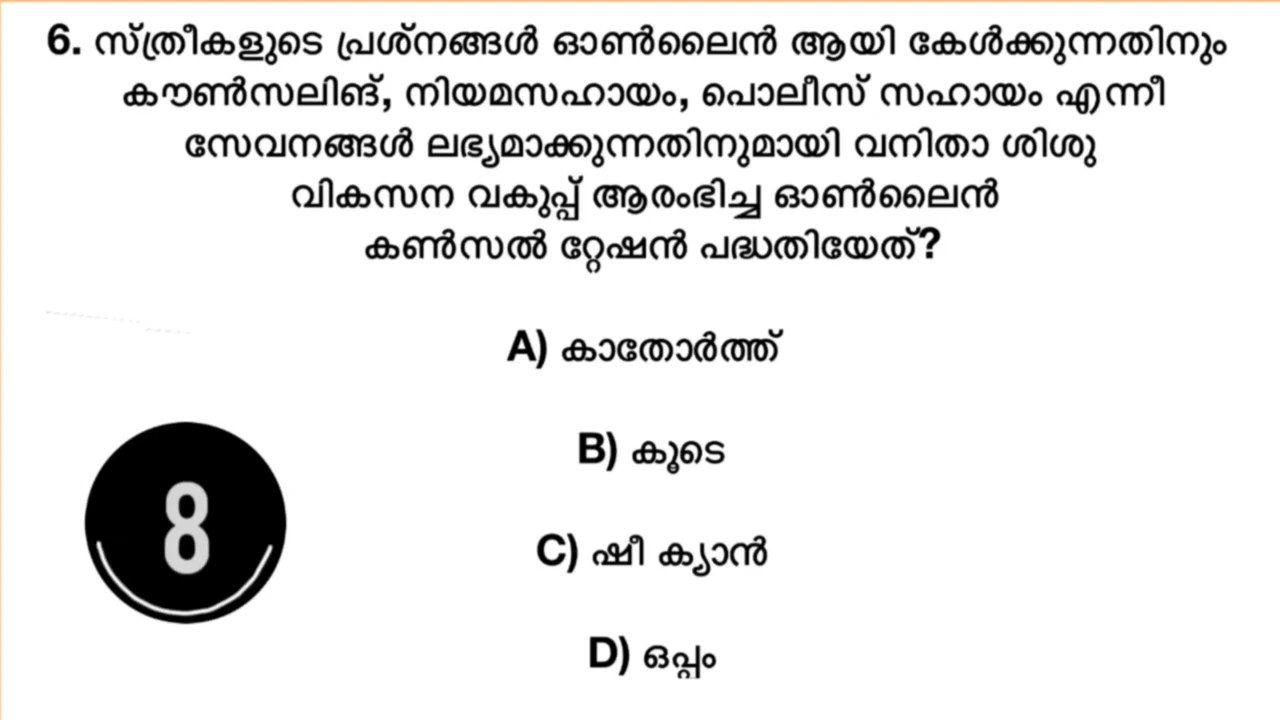 6. സ്ത്രീകളുടെ പ്രശ്നങ്ങൾ ഓൺലൈൻ ആയി കേൾക്കുന്നതിനും
കൗൺസലിങ്, നിയമസഹായം, പൊലീസ് സഹായം എന്നീ
സേവനങ്ങൾ ലഭ്യമാക്കുന്നതിനുമായി വനിതാ ശിശു
വികസന വകുപ്പ് ആരംഭിച്ച ഓൺലൈൻ
കൺസൽ റ്റേഷൻ പദ്ധതിയേത്?
A) കാതോർത്ത്
B) കൂടെ
C) ഷീ ക്യാൻ
D) ഒപ്പം
8